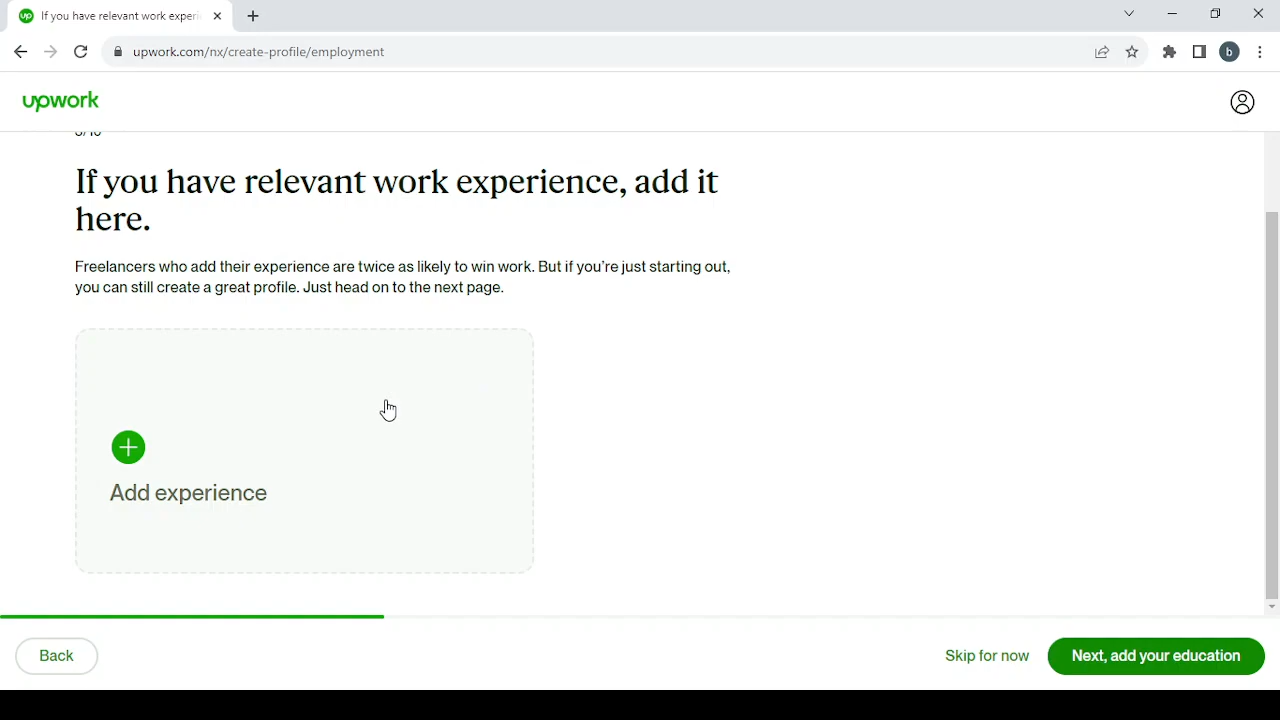 If you have relevant work experi
upwork.com/nx/create-profile/employment
b
upwork
If you have relevant work experience, add it
here.
Freelancers who add their experience are twice as likely to win work. But if you're just starting out,
you can still create a great profile. Just head on to the next page.
Add experience
Back
Skip for now
Next, add your education